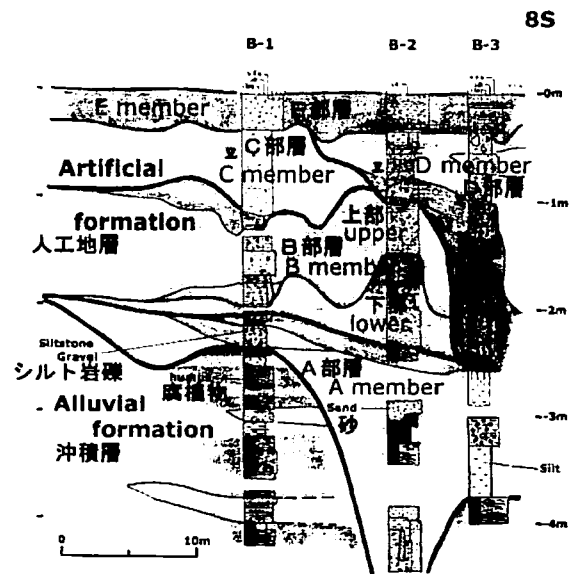 8S
B-1
B-2
B-3
0m
E member
E部層
C部層
C member
D member
D部層
Artificial
formation
人工地層
1m
上部
upper
B部層
B member
2m
下
lower
Siltstone
Gravel
シルト岩礫
A部層
A member
humic
腐植物
Alluvial
formation
沖積層
Sand
砂
3m
Silt
4m
0
10m